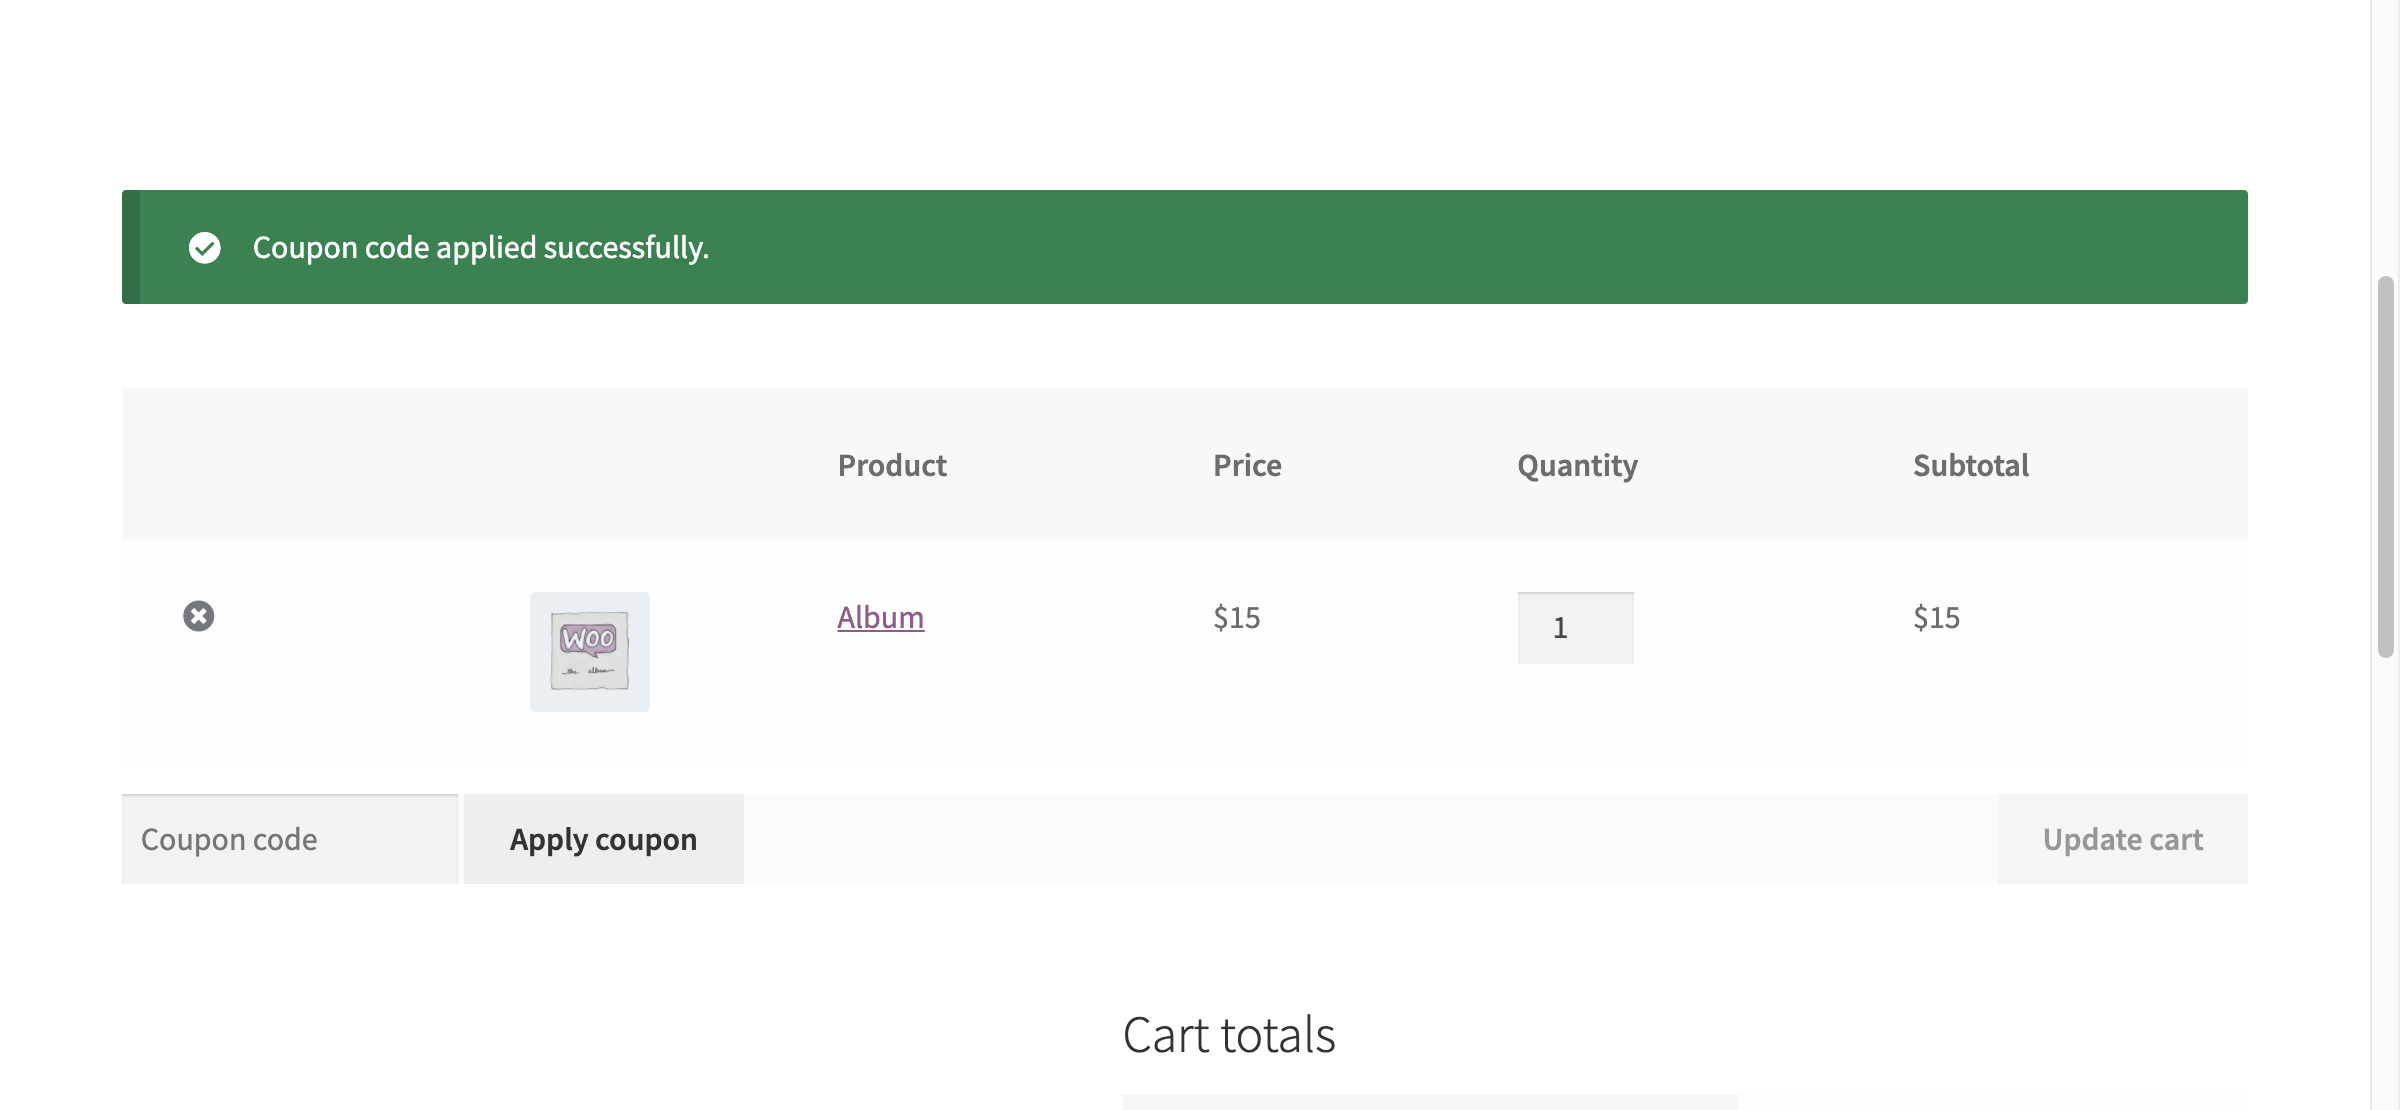 Coupon code applied successfully.
Product Price Quantity Subtotal
WOO
the album
Album $15 1 $15
Coupon code Apply coupon Update cart
Cart totals